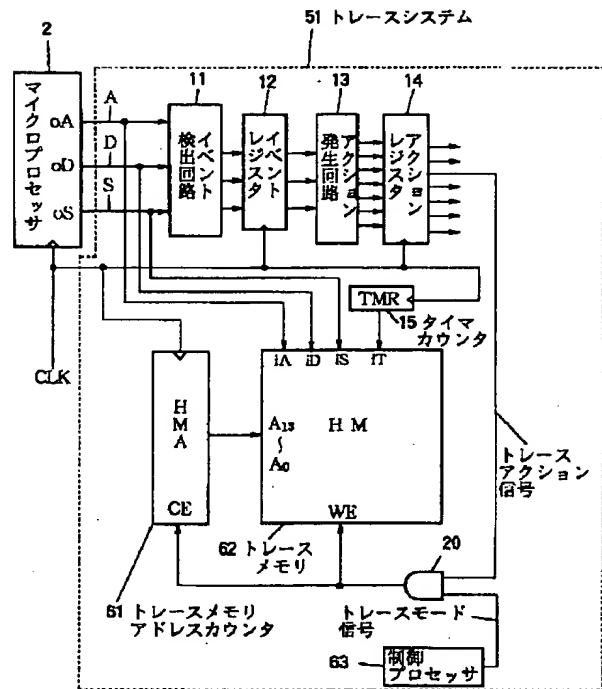 51 トレースシステム
2
11
12
13
14
マイクロプロセッサ
oA
oD
oS
A
D
S
イベント
検出回路
イベント
レジスタ
アクション
発生回路
アクション
レジスタ
TMR
15 タイマ
カウンタ
CLK
HMA
CE
iA iD iS iT
A13
~
A0
HM
WE
62 トレース
メモリ
61 トレースメモリ
アドレスカウンタ
トレース
アクション
信号
20
トレースモード
信号
63
制御
プロセッサ